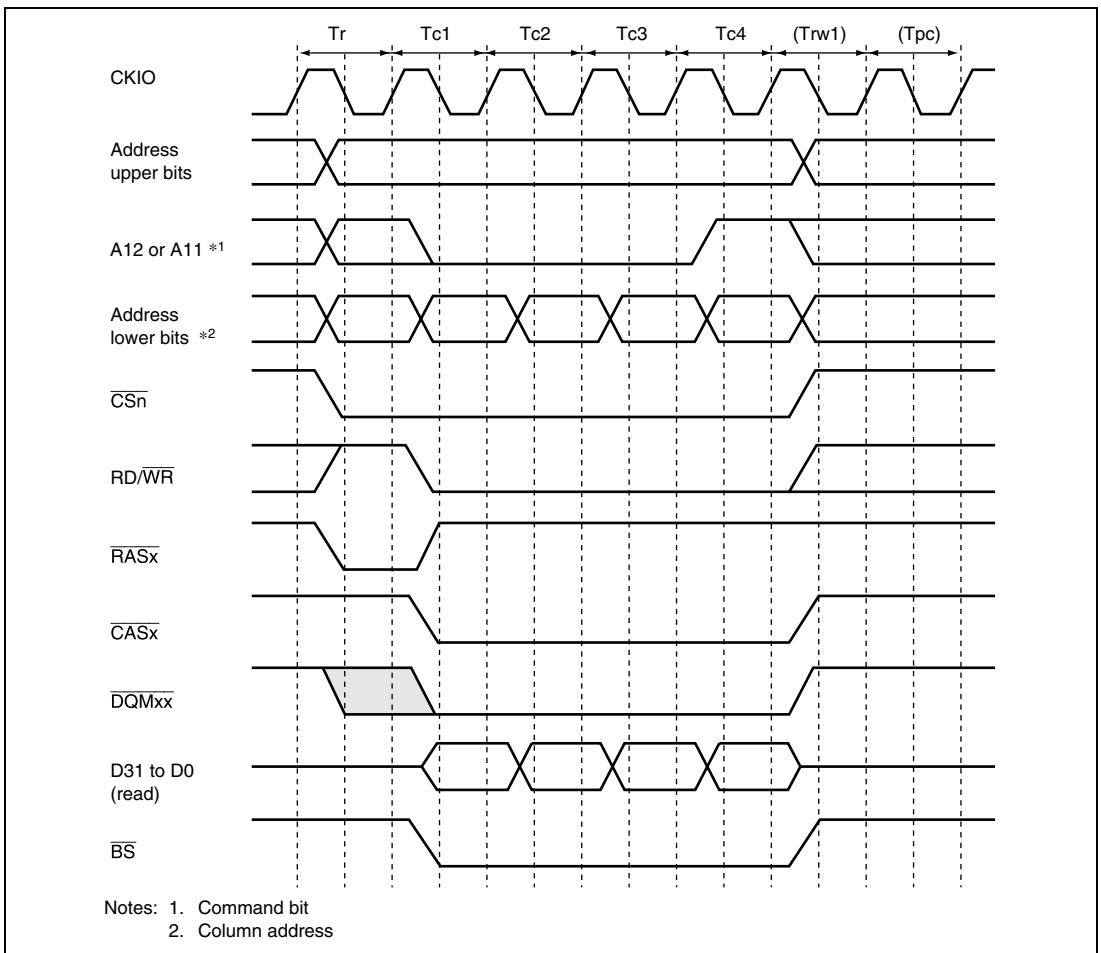 Tr Tc1 Tc2 Tc3 Tc4 (Trw1) (Tpc)
CKIO
Address
upper bits
A12 or A11 *1
Address
lower bits *2
CSn
RD/WR
RASx
CASx
DQMxx
D31 to D0
(read)
BS
Notes: 1. Command bit
2. Column address